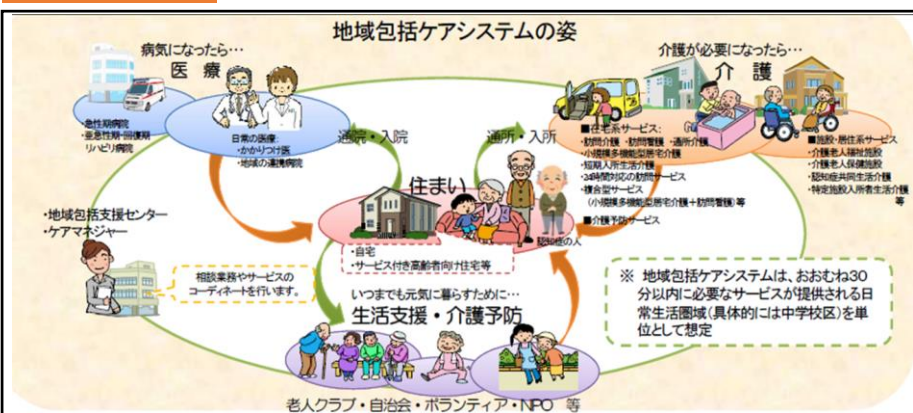 地域包括ケアシステムの姿
病気になったら…
医 療
介護が必要になったら…
介 護
・急性期病院
・亜急性期・回復期
リハビリ病院
日常の医療:
・かかりつけ医
・地域の連携病院
通院・入院
通所・入所
■在宅系サービス:
・訪問介護 ・訪問看護 ・通所介護
・小規模多機能型居宅介護
・短期入所生活介護
・24時間対応の訪問サービス
・複合型サービス
(小規模多機能型居宅介護+訪問看護)等
■介護予防サービス
■施設・居住系サービス
・介護老人福祉施設
・介護老人保健施設
・認知症共同生活介護
・特定施設入所者生活介護
等
住まい
認知症の人
・自宅
・サービス付き高齢者向け住宅等
・地域包括支援センター
・ケアマネジャー
相談業務やサービスの
コーディネートを行います。
いつまでも元気に暮らすために…
生活支援・介護予防
老人クラブ・自治会・ボランティア・NPO 等
※ 地域包括ケアシステムは、おおむね30
分以内に必要なサービスが提供される日
常生活圏域(具体的には中学校区)を単
位として想定